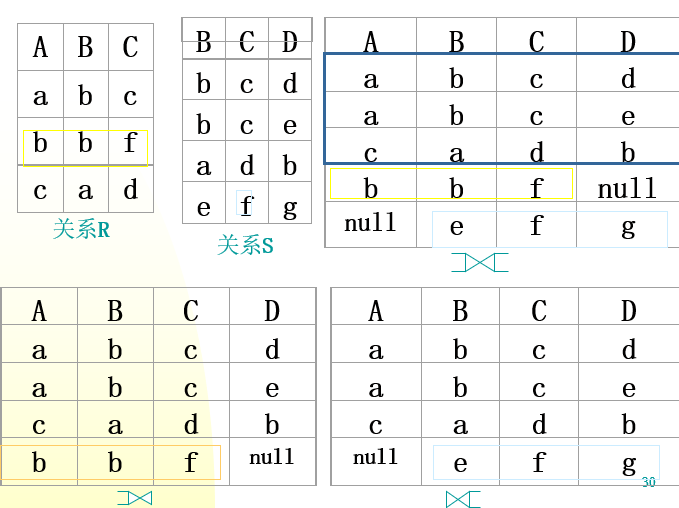 A B C
a b c
b b f
c a d
关系R
B C D
b c d
b c e
a d b
e f g
关系S
A B C D
a b c d
a b c e
c a d b
b b f null
null e f g
A B C D
a b c d
a b c e
c a d b
b b f null
A B C D
a b c d
a b c e
c a d b
null e f g
30